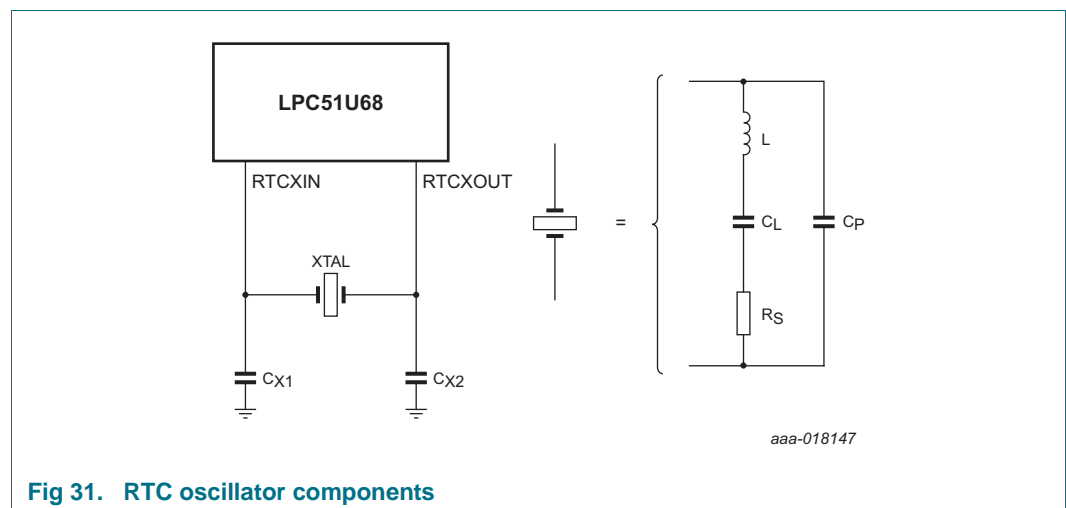 LPC51U68
RTCXIN
RTCXOUT
XTAL
CX1
CX2
=
L
CL
CP
RS
aaa-018147
Fig 31. RTC oscillator components